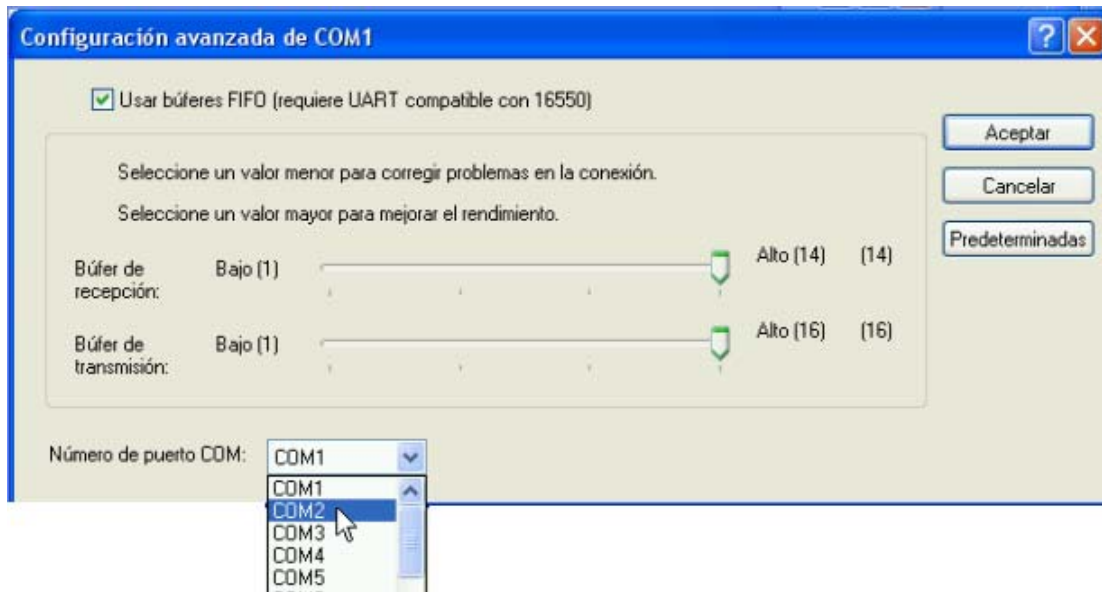 Configuración avanzada de COM1
Usar búferes FIFO (requiere UART compatible con 16550)
Aceptar
Seleccione un valor menor para corregir problemas en la conexión.
Cancelar
Seleccione un valor mayor para mejorar el rendimiento.
Predeterminadas
Búfer de recepción: Bajo (1) Alto (14) (14)
Búfer de transmisión: Bajo (1) Alto (16) (16)
Número de puerto COM: COM1
COM1
COM2
COM3
COM4
COM5